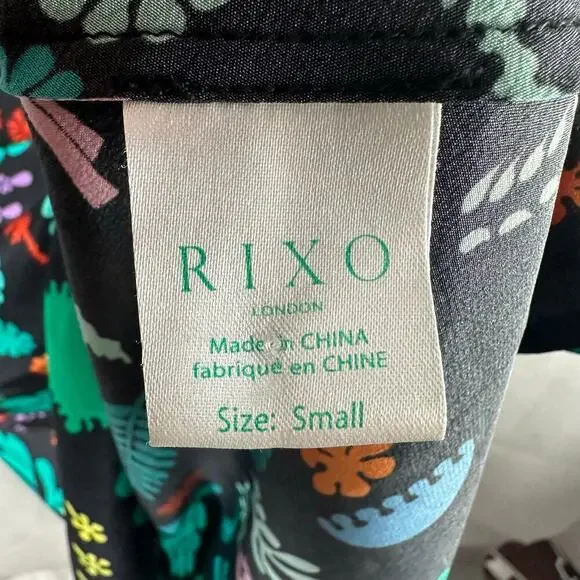 RIXO
LONDON
Made in CHINA
fabriqué en CHINE
Size: Small